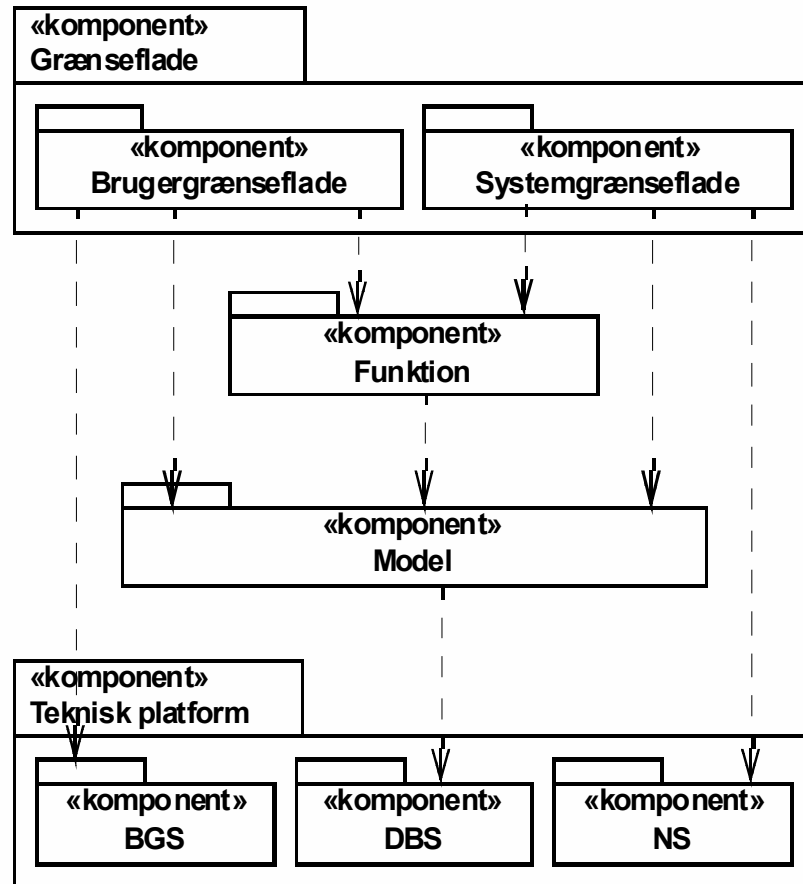 «komponent»
Grænseflade
«komponent»
Brugergrænseflade
«komponent»
Systemgrænseflade
«komponent»
Funktion
«komponent»
Model
«komponent»
Teknisk platform
«komponent»
BGS
«komponent»
DBS
«komponent»
NS